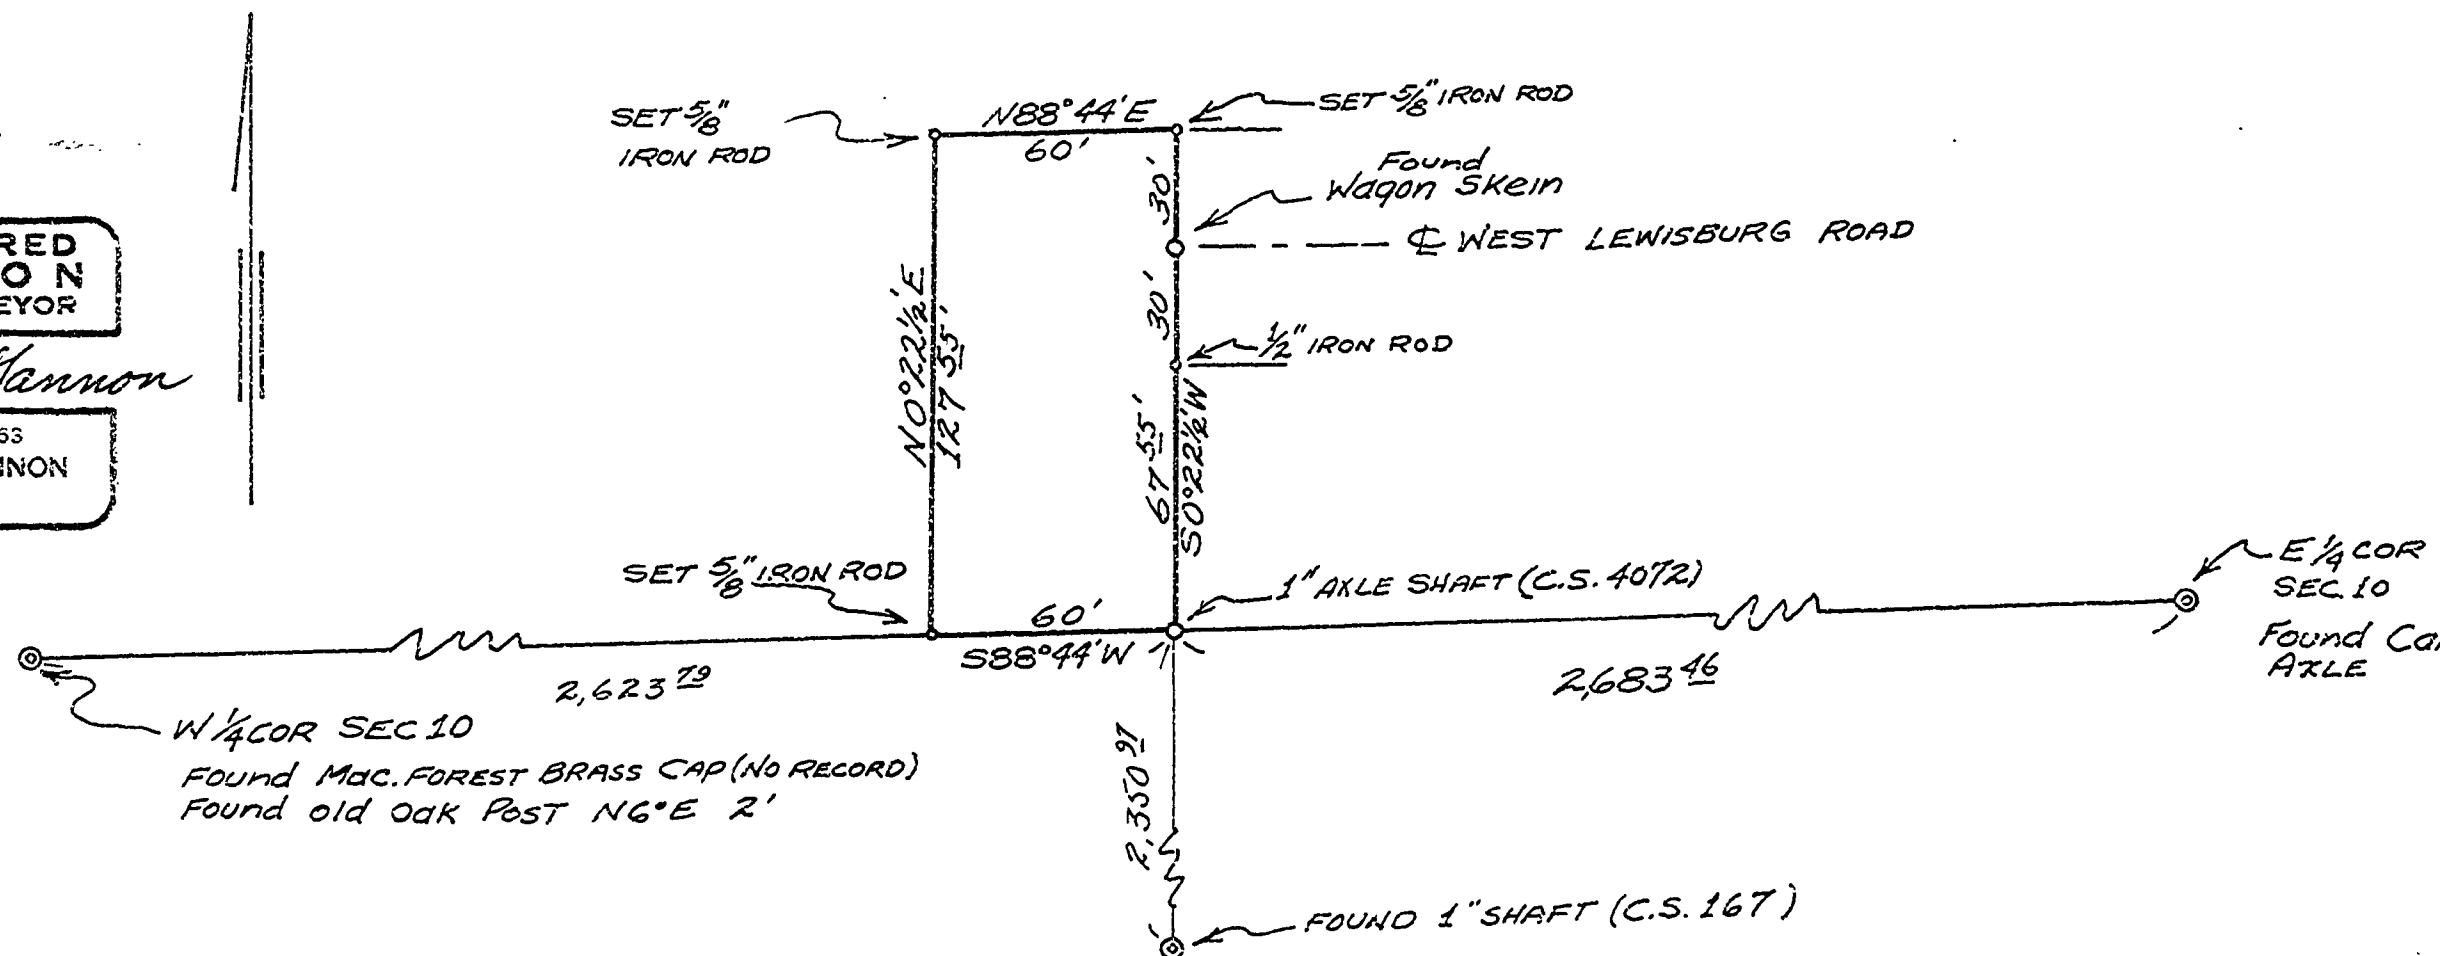 SET 5/8"
IRON ROD
N88°44'E
60'
SET 5/8" IRON ROD
30'
Found
Wagon Skein
℄ WEST LEWISBURG ROAD
30'
1/2" IRON ROD
N0°22½'E
127 55'
67 55'
S0°22½'W
RED
ON
EYOR
Hannon
63
NNON
SET 5/8" IRON ROD
60'
S88°44'W
1" AXLE SHAFT (C.S. 4072)
E 1/4 COR
SEC. 10
Found Car
AXLE
2,623 79
2,683 46
W 1/4 COR SEC 10
Found Mac. FOREST BRASS CAP (NO RECORD)
Found old Oak POST N6°E 2'
2,350 97
FOUND 1" SHAFT (C.S. 167)